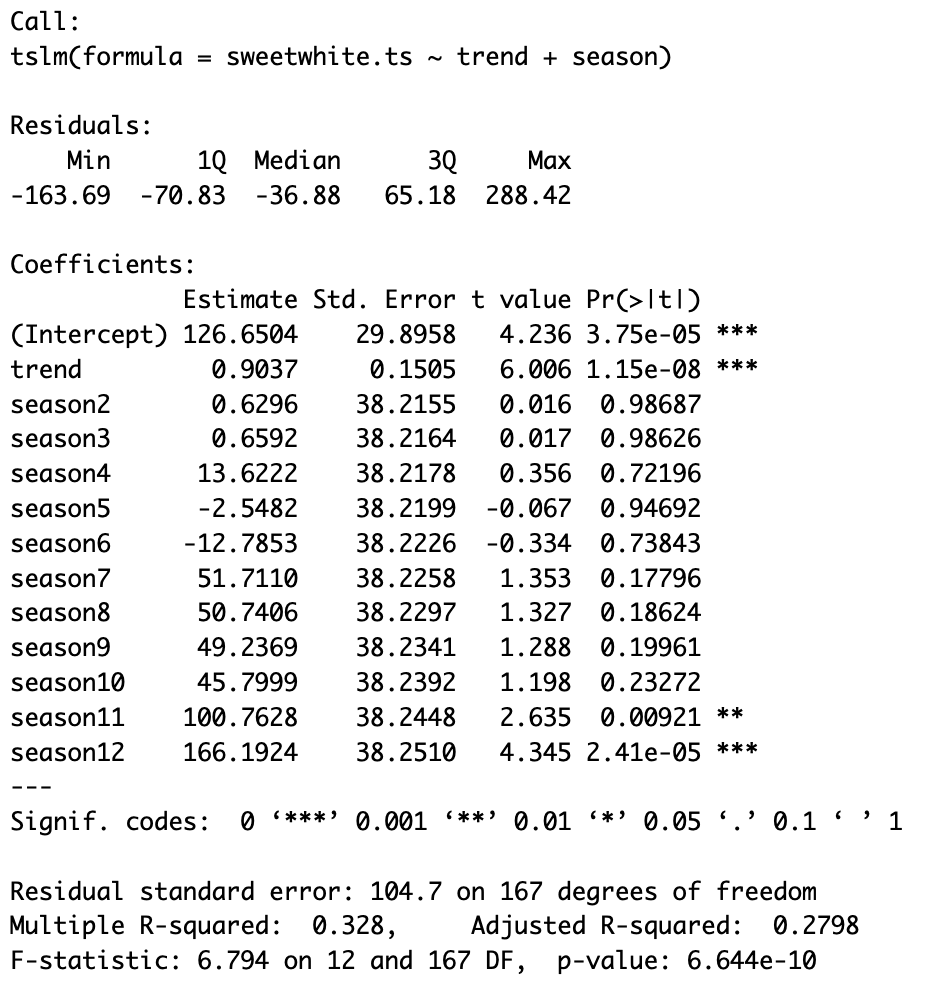 Call:
tslm(formula = sweetwhite.ts ~ trend + season)
Residuals:
    Min      1Q  Median      3Q     Max
-163.69  -70.83  -36.88   65.18  288.42
Coefficients:
            Estimate Std. Error t value Pr(>|t|)
(Intercept) 126.6504    29.8958   4.236 3.75e-05 ***
trend         0.9037     0.1505   6.006 1.15e-08 ***
season2       0.6296    38.2155   0.016  0.98687
season3       0.6592    38.2164   0.017  0.98626
season4      13.6222    38.2178   0.356  0.72196
season5      -2.5482    38.2199  -0.067  0.94692
season6     -12.7853    38.2226  -0.334  0.73843
season7      51.7110    38.2258   1.353  0.17796
season8      50.7406    38.2297   1.327  0.18624
season9      49.2369    38.2341   1.288  0.19961
season10     45.7999    38.2392   1.198  0.23272
season11    100.7628    38.2448   2.635  0.00921 **
season12    166.1924    38.2510   4.345 2.41e-05 ***
---
Signif. codes:  0 ‘***’ 0.001 ‘**’ 0.01 ‘*’ 0.05 ‘.’ 0.1 ‘ ’ 1
Residual standard error: 104.7 on 167 degrees of freedom
Multiple R-squared:  0.328,	Adjusted R-squared:  0.2798
F-statistic: 6.794 on 12 and 167 DF,  p-value: 6.644e-10